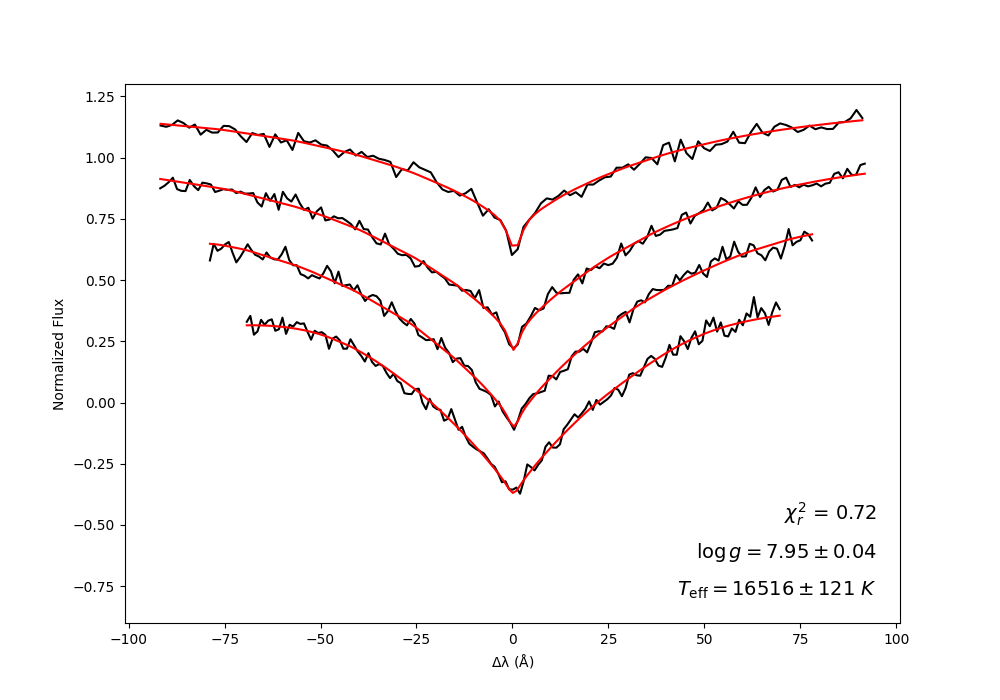 1.25
1.00
0.75
0.50
0.25
0.00
−0.25
−0.50
−0.75
Normalized Flux
χ²ᵣ = 0.72
log g = 7.95 ± 0.04
T_eff = 16516 ± 121 K
−100 −75 −50 −25 0 25 50 75 100
Δλ (Å)